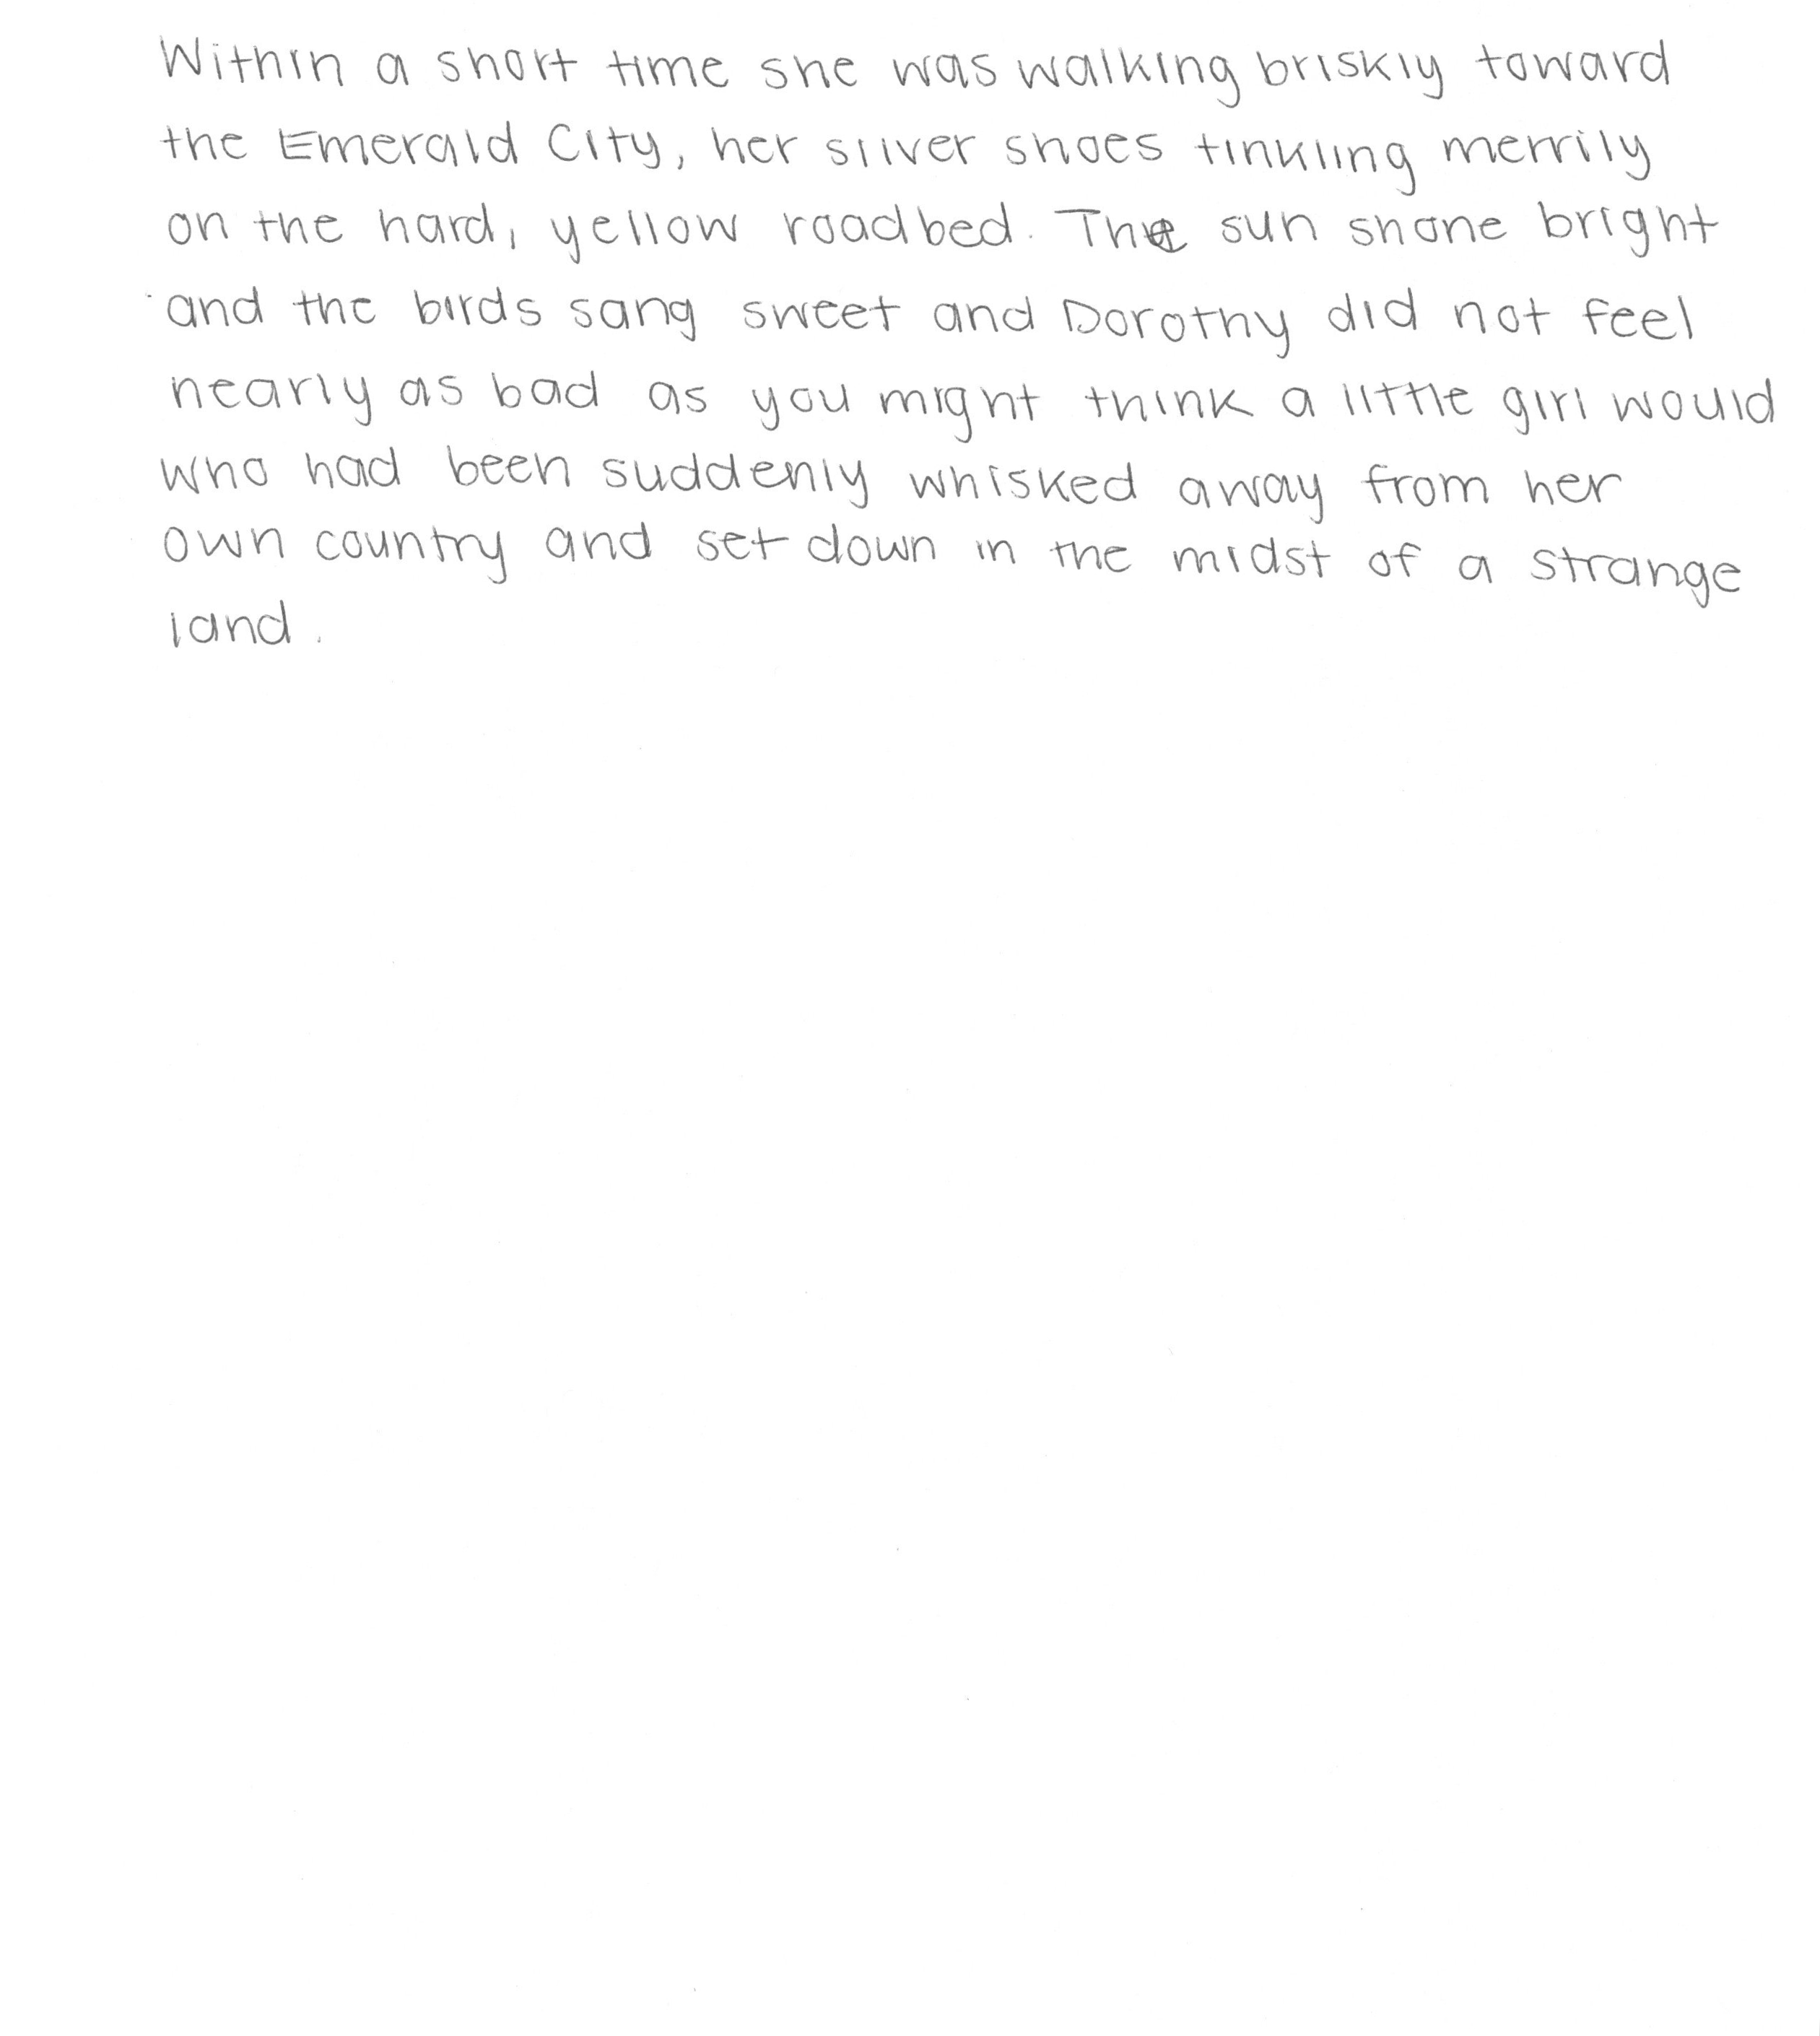 Within a short time she was walking briskly toward
the Emerald City, her silver shoes tinkling merrily
on the hard, yellow roadbed. The sun shone bright
and the birds sang sweet and Dorothy did not feel
nearly as bad as you might think a little girl would
who had been suddenly whisked away from her
own country and set down in the midst of a strange
land.